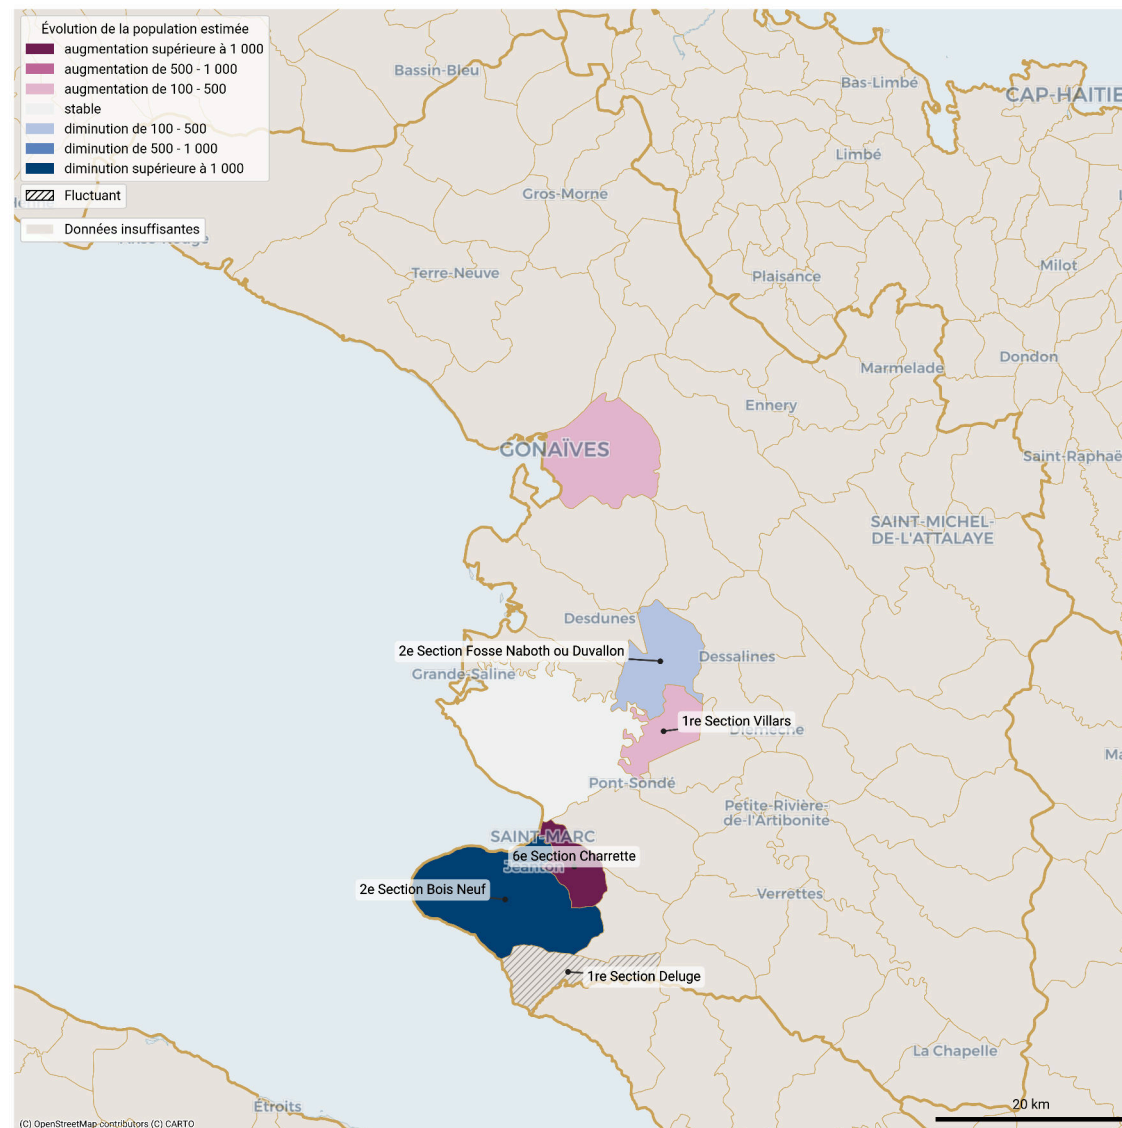 Évolution de la population estimée
augmentation supérieure à 1 000
augmentation de 500 - 1 000
augmentation de 100 - 500
stable
diminution de 100 - 500
diminution de 500 - 1 000
diminution supérieure à 1 000
Fluctuant
Données insuffisantes
Bassin-Bleu
Bas-Limbé
CAP-HAITIE
Limbé
Gros-Morne
Anse-Rouge
Terre-Neuve
Plaisance
Milot
Marmelade
Dondon
Ennery
GONAÏVES
Saint-Raphaë
SAINT-MICHEL-
DE-L'ATTALAYE
Desdunes
2e Section Fosse Naboth ou Duvallon
Dessalines
Grande-Saline
1re Section Villars
Pont-Sondé
Petite-Rivière-
de-l'Artibonite
SAINT-MARC
6e Section Charrette
Jeanton
2e Section Bois Neuf
Verrettes
1re Section Deluge
La Chapelle
Étroits
20 km
(C) OpenStreetMap contributors (C) CARTO